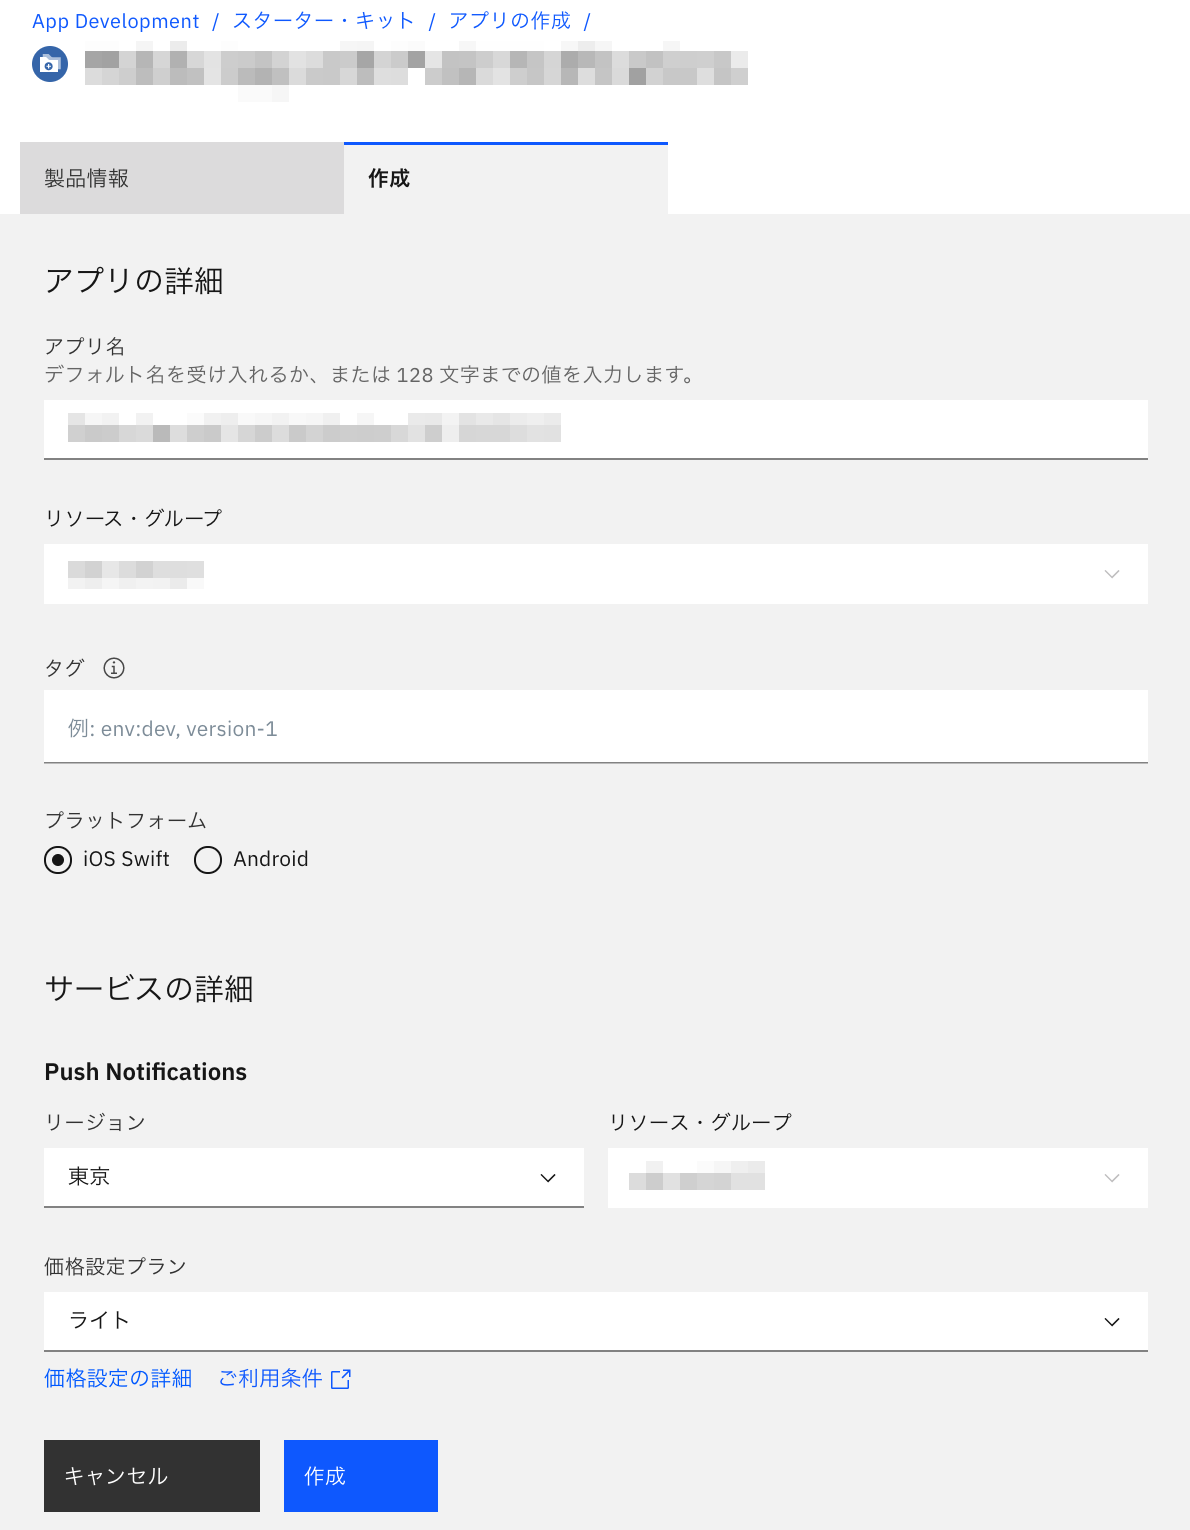 App Development / スターター・キット / アプリの作成 /
製品情報
作成
アプリの詳細
アプリ名
デフォルト名を受け入れるか、または 128 文字までの値を入力します。
リソース・グループ
タグ
例: env:dev, version-1
プラットフォーム
iOS Swift
Android
サービスの詳細
Push Notifications
リージョン
リソース・グループ
東京
価格設定プラン
ライト
価格設定の詳細 ご利用条件
キャンセル
作成